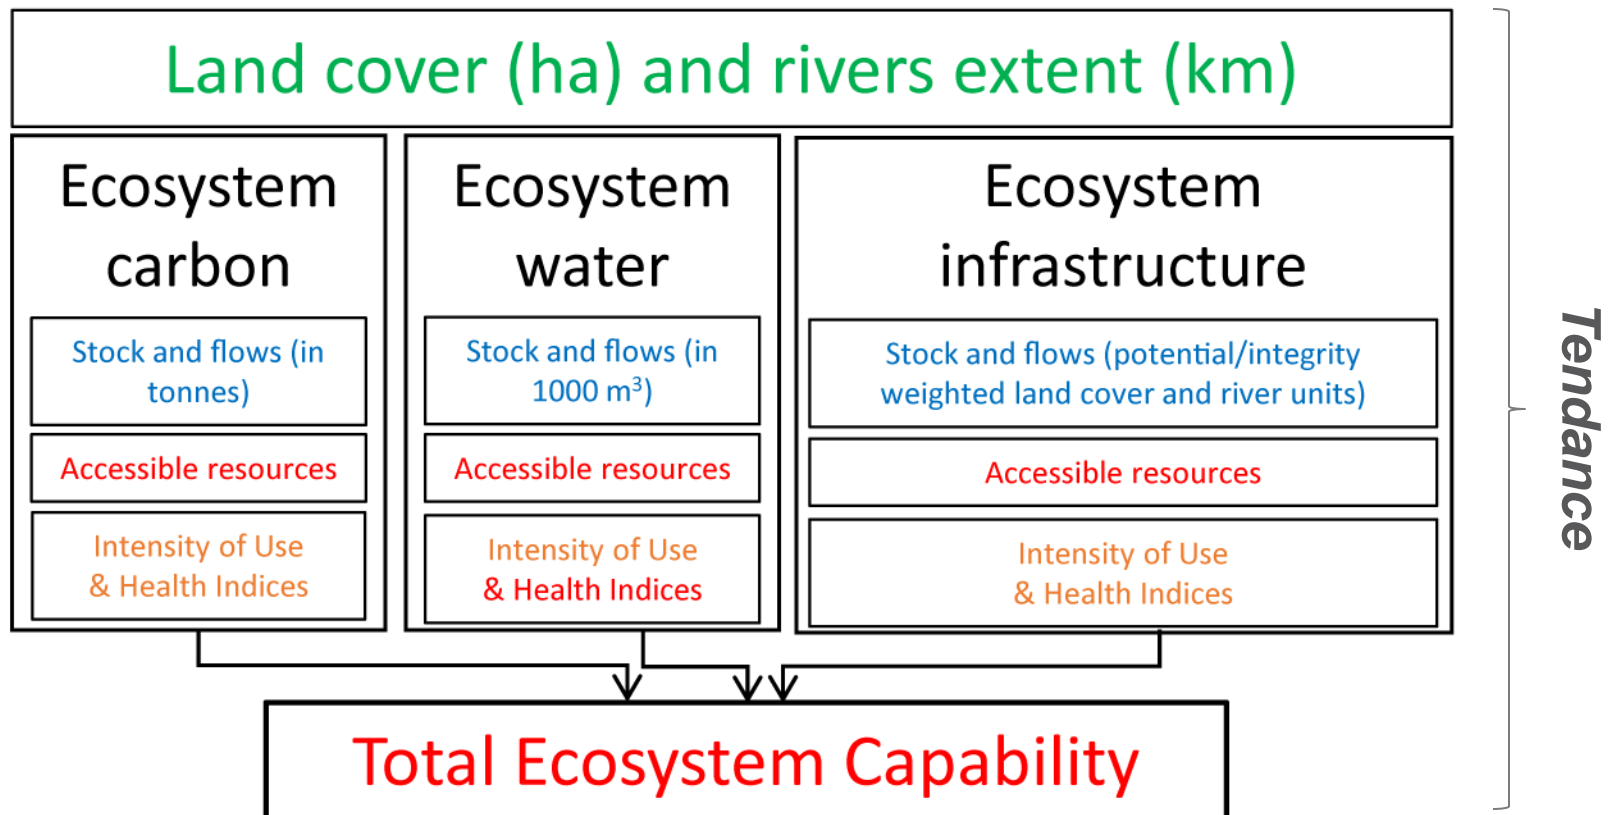 Land cover (ha) and rivers extent (km)
Ecosystem
carbon
Stock and flows (in
tonnes)
Accessible resources
Intensity of Use
& Health Indices
Ecosystem
water
Stock and flows (in
1000 m³)
Accessible resources
Intensity of Use
& Health Indices
Ecosystem
infrastructure
Stock and flows (potential/integrity
weighted land cover and river units)
Accessible resources
Intensity of Use
& Health Indices
Total Ecosystem Capability
Tendance